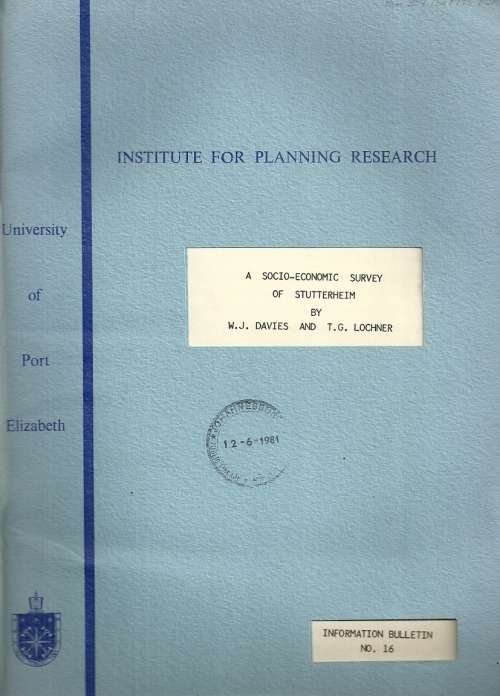 INSTITUTE FOR PLANNING RESEARCH
University
of
Port
Elizabeth
A SOCIO-ECONOMIC SURVEY
OF STUTTERHEIM
BY
W.J. DAVIES AND T.G. LOCHNER
12-6-1981
INFORMATION BULLETIN
NO. 16